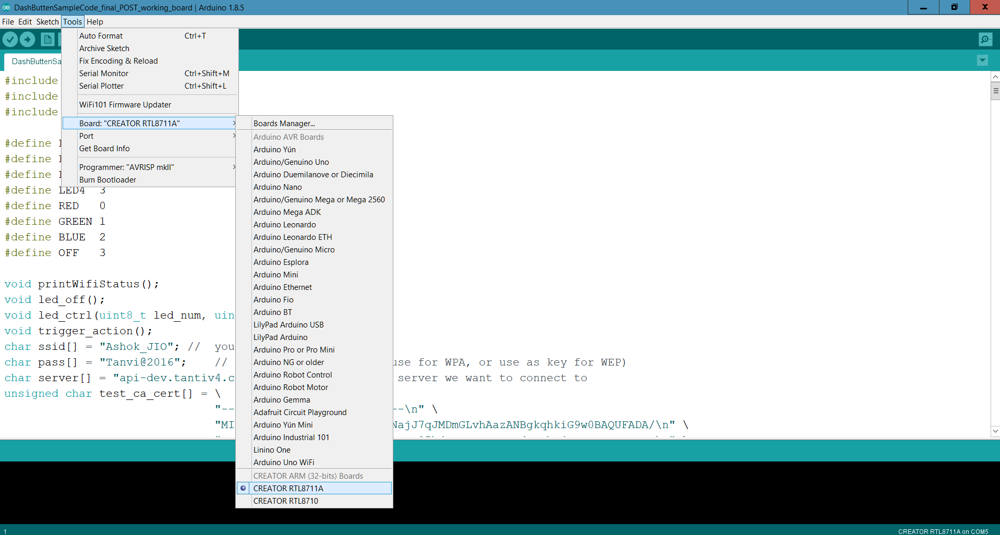 DashButtenSampleCode_final_POST_working_board | Arduino 1.8.5
File Edit Sketch Tools Help
Auto Format Ctrl+T
Archive Sketch
Fix Encoding & Reload
Serial Monitor Ctrl+Shift+M
Serial Plotter Ctrl+Shift+L
WiFi101 Firmware Updater
Board: "CREATOR RTL8711A"
Port
Get Board Info
Programmer: "AVRISP mkII"
Burn Bootloader
Boards Manager...
Arduino AVR Boards
Arduino Yún
Arduino/Genuino Uno
Arduino Duemilanove or Diecimila
Arduino Nano
Arduino/Genuino Mega or Mega 2560
Arduino Mega ADK
Arduino Leonardo
Arduino Leonardo ETH
Arduino/Genuino Micro
Arduino Esplora
Arduino Mini
Arduino Ethernet
Arduino Fio
Arduino BT
LilyPad Arduino USB
LilyPad Arduino
Arduino Pro or Pro Mini
Arduino NG or older
Arduino Robot Control
Arduino Robot Motor
Arduino Gemma
Adafruit Circuit Playground
Arduino Yún Mini
Arduino Industrial 101
Linino One
Arduino Uno WiFi
CREATOR ARM (32-bits) Boards
CREATOR RTL8711A
CREATOR RTL8710
DashButtenSa
#include
#include
#include
#define
#define
#define
#define LED4 3
#define RED 0
#define GREEN 1
#define BLUE 2
#define OFF 3
void printWifiStatus();
void led_off();
void led_ctrl(uint8_t led_num, uin
void trigger_action();
char ssid[] = "Ashok_JIO"; // you
char pass[] = "Tanvi@2016"; // use for WPA, or use as key for WEP)
char server[] = "api-dev.tantiv4.c server we want to connect to
unsigned char test_ca_cert[] = \
"-- --\n" \
"MI NajJ7qJMDmGLvhAazANBgkqhkiG9w0BAQUFADA/\n" \
1
CREATOR RTL8711A on COM5